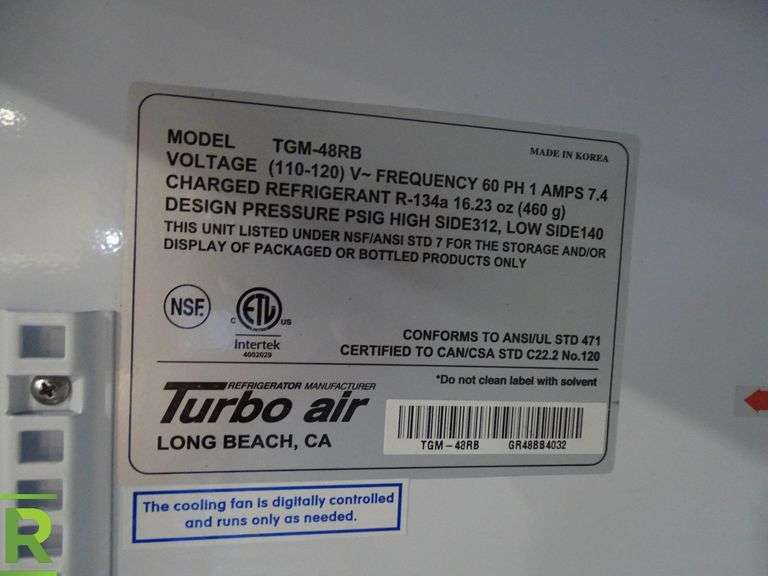 MODEL TGM-48RB MADE IN KOREA
VOLTAGE (110-120) V~ FREQUENCY 60 PH 1 AMPS 7.4
CHARGED REFRIGERANT R-134a 16.23 oz (460 g)
DESIGN PRESSURE PSIG HIGH SIDE312, LOW SIDE140
THIS UNIT LISTED UNDER NSF/ANSI STD 7 FOR THE STORAGE AND/OR
DISPLAY OF PACKAGED OR BOTTLED PRODUCTS ONLY
NSF.
C ETL US
Intertek
4002029
CONFORMS TO ANSI/UL STD 471
CERTIFIED TO CAN/CSA STD C22.2 No.120
*Do not clean label with solvent
REFRIGERATOR MANUFACTURER
Turbo air
LONG BEACH, CA
TGM-48RB GR48BB4032
The cooling fan is digitally controlled
and runs only as needed.
R